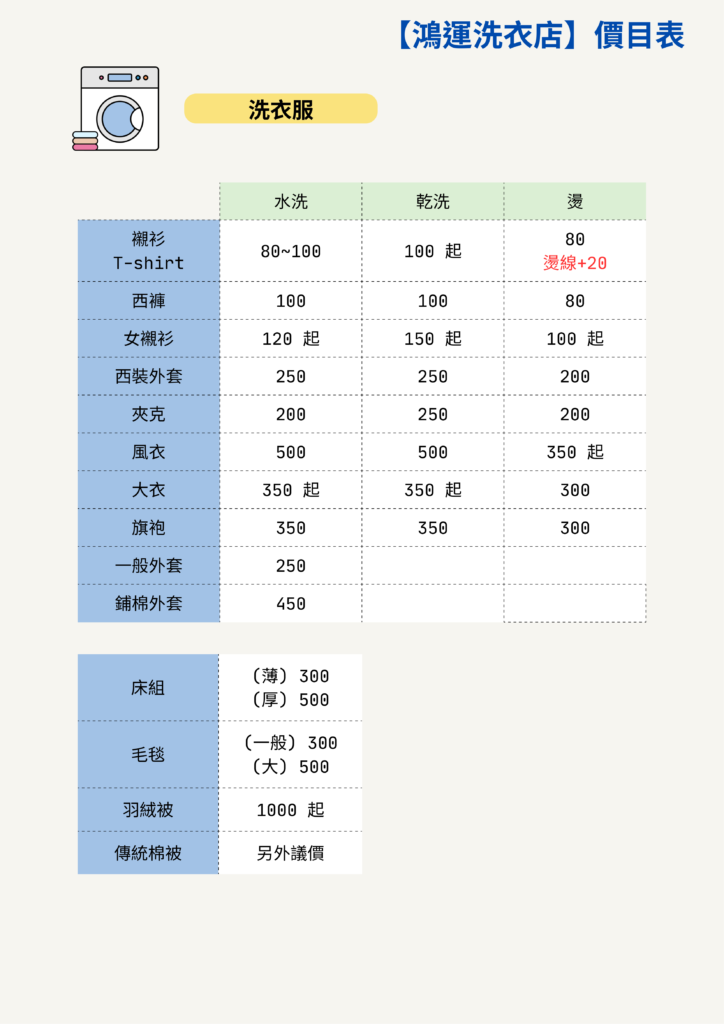 【鴻運洗衣店】價目表
洗衣服
水洗 乾洗 燙
襯衫
T-shirt
80~100 100 起 80
燙線+20
西褲 100 100 80
女襯衫 120 起 150 起 100 起
西裝外套 250 250 200
夾克 200 250 200
風衣 500 500 350 起
大衣 350 起 350 起 300
旗袍 350 350 300
一般外套 250
鋪棉外套 450
床組
(薄) 300
(厚) 500
毛毯
(一般) 300
(大) 500
羽絨被 1000 起
傳統棉被 另外議價